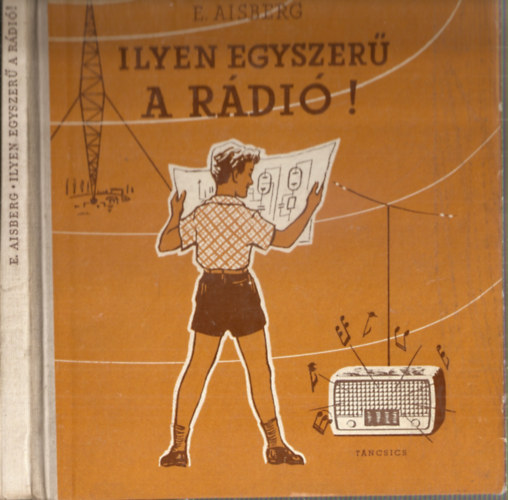 E. AISBERG • ILYEN EGYSZERŰ A RÁDIÓ!
E. AISBERG
ILYEN EGYSZERŰ
A RÁDIÓ!
TÁNCSICS